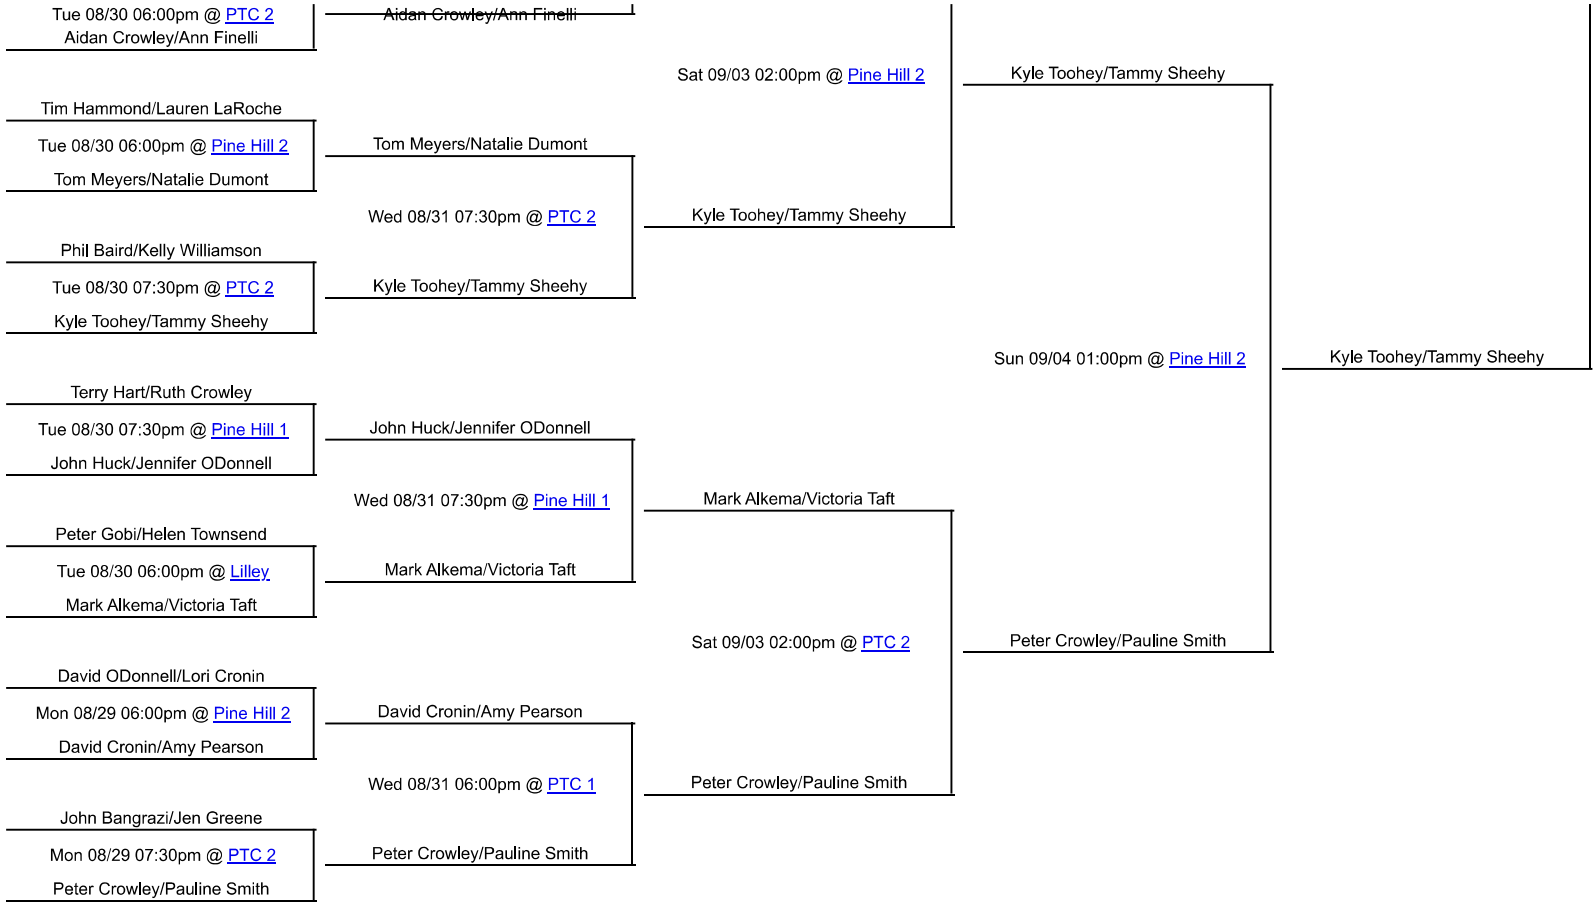 Tue 08/30 06:00pm @ PTC 2
Aidan Crowley/Ann Finelli
Tim Hammond/Lauren LaRoche
Tue 08/30 06:00pm @ Pine Hill 2
Tom Meyers/Natalie Dumont
Phil Baird/Kelly Williamson
Tue 08/30 07:30pm @ PTC 2
Kyle Toohey/Tammy Sheehy
Terry Hart/Ruth Crowley
Tue 08/30 07:30pm @ Pine Hill 1
John Huck/Jennifer ODonnell
Peter Gobi/Helen Townsend
Tue 08/30 06:00pm @ Lilley
Mark Alkema/Victoria Taft
David ODonnell/Lori Cronin
Mon 08/29 06:00pm @ Pine Hill 2
David Cronin/Amy Pearson
John Bangrazi/Jen Greene
Mon 08/29 07:30pm @ PTC 2
Peter Crowley/Pauline Smith
Aidan Crowley/Ann Finelli
Tom Meyers/Natalie Dumont
Wed 08/31 07:30pm @ PTC 2
Kyle Toohey/Tammy Sheehy
John Huck/Jennifer ODonnell
Wed 08/31 07:30pm @ Pine Hill 1
Mark Alkema/Victoria Taft
David Cronin/Amy Pearson
Wed 08/31 06:00pm @ PTC 1
Peter Crowley/Pauline Smith
Sat 09/03 02:00pm @ Pine Hill 2
Kyle Toohey/Tammy Sheehy
Mark Alkema/Victoria Taft
Sat 09/03 02:00pm @ PTC 2
Peter Crowley/Pauline Smith
Kyle Toohey/Tammy Sheehy
Sun 09/04 01:00pm @ Pine Hill 2
Peter Crowley/Pauline Smith
Kyle Toohey/Tammy Sheehy